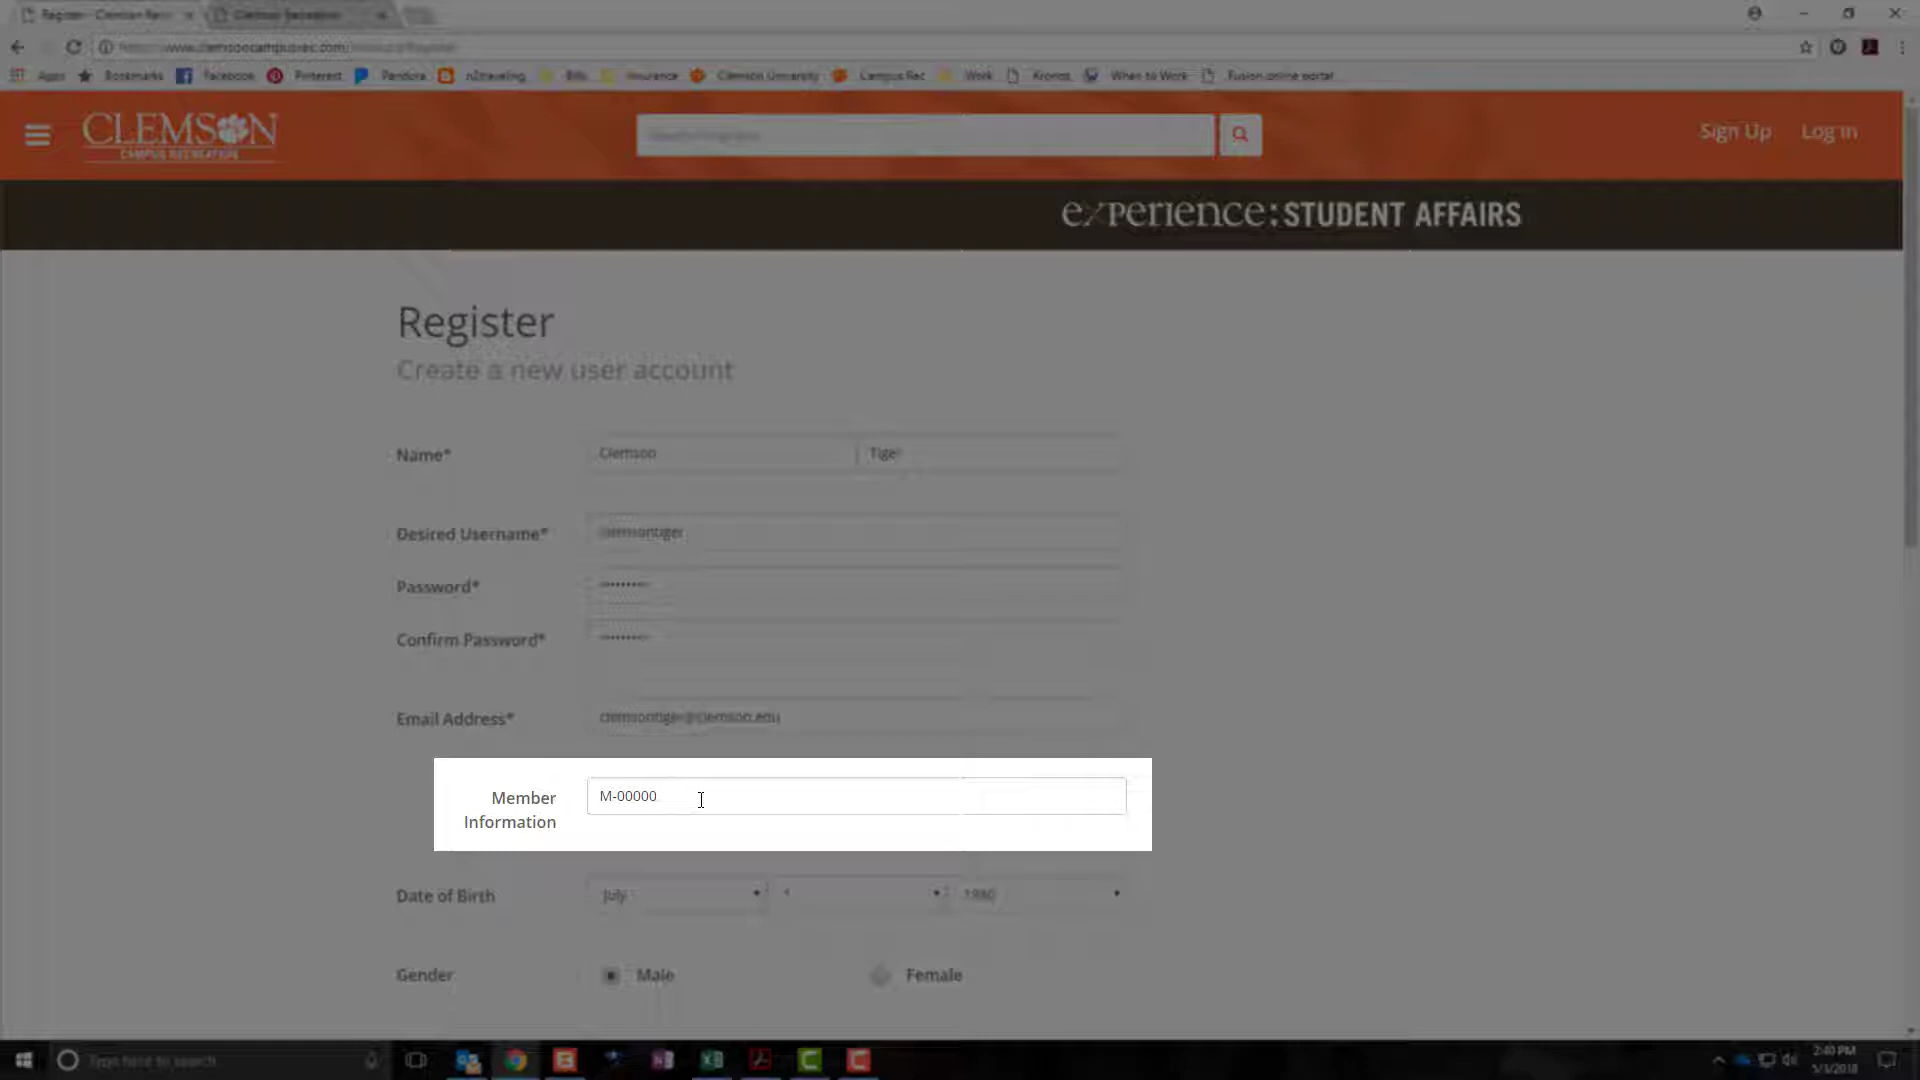 Register - Clemson Recr
Clemson Recreation
www.clemsoncampusrec.com
Apps Bookmarks Facebook Pinterest Pandora n2traveling Bills Insurance Clemson University Campus Rec Work Kronos When to Work Fusion online portal
CLEMSON
CAMPUS RECREATION
Sign Up Log In
experience:STUDENT AFFAIRS
Register
Create a new user account
Name* Clemson Tiger
Desired Username* clemsontiger
Password* •••••••••
Confirm Password* •••••••••
Email Address* clemsontiger@clemson.edu
Member Information M-00000
Date of Birth July 1980
Gender Male Female
Type here to search
2:40 PM
5/3/2018